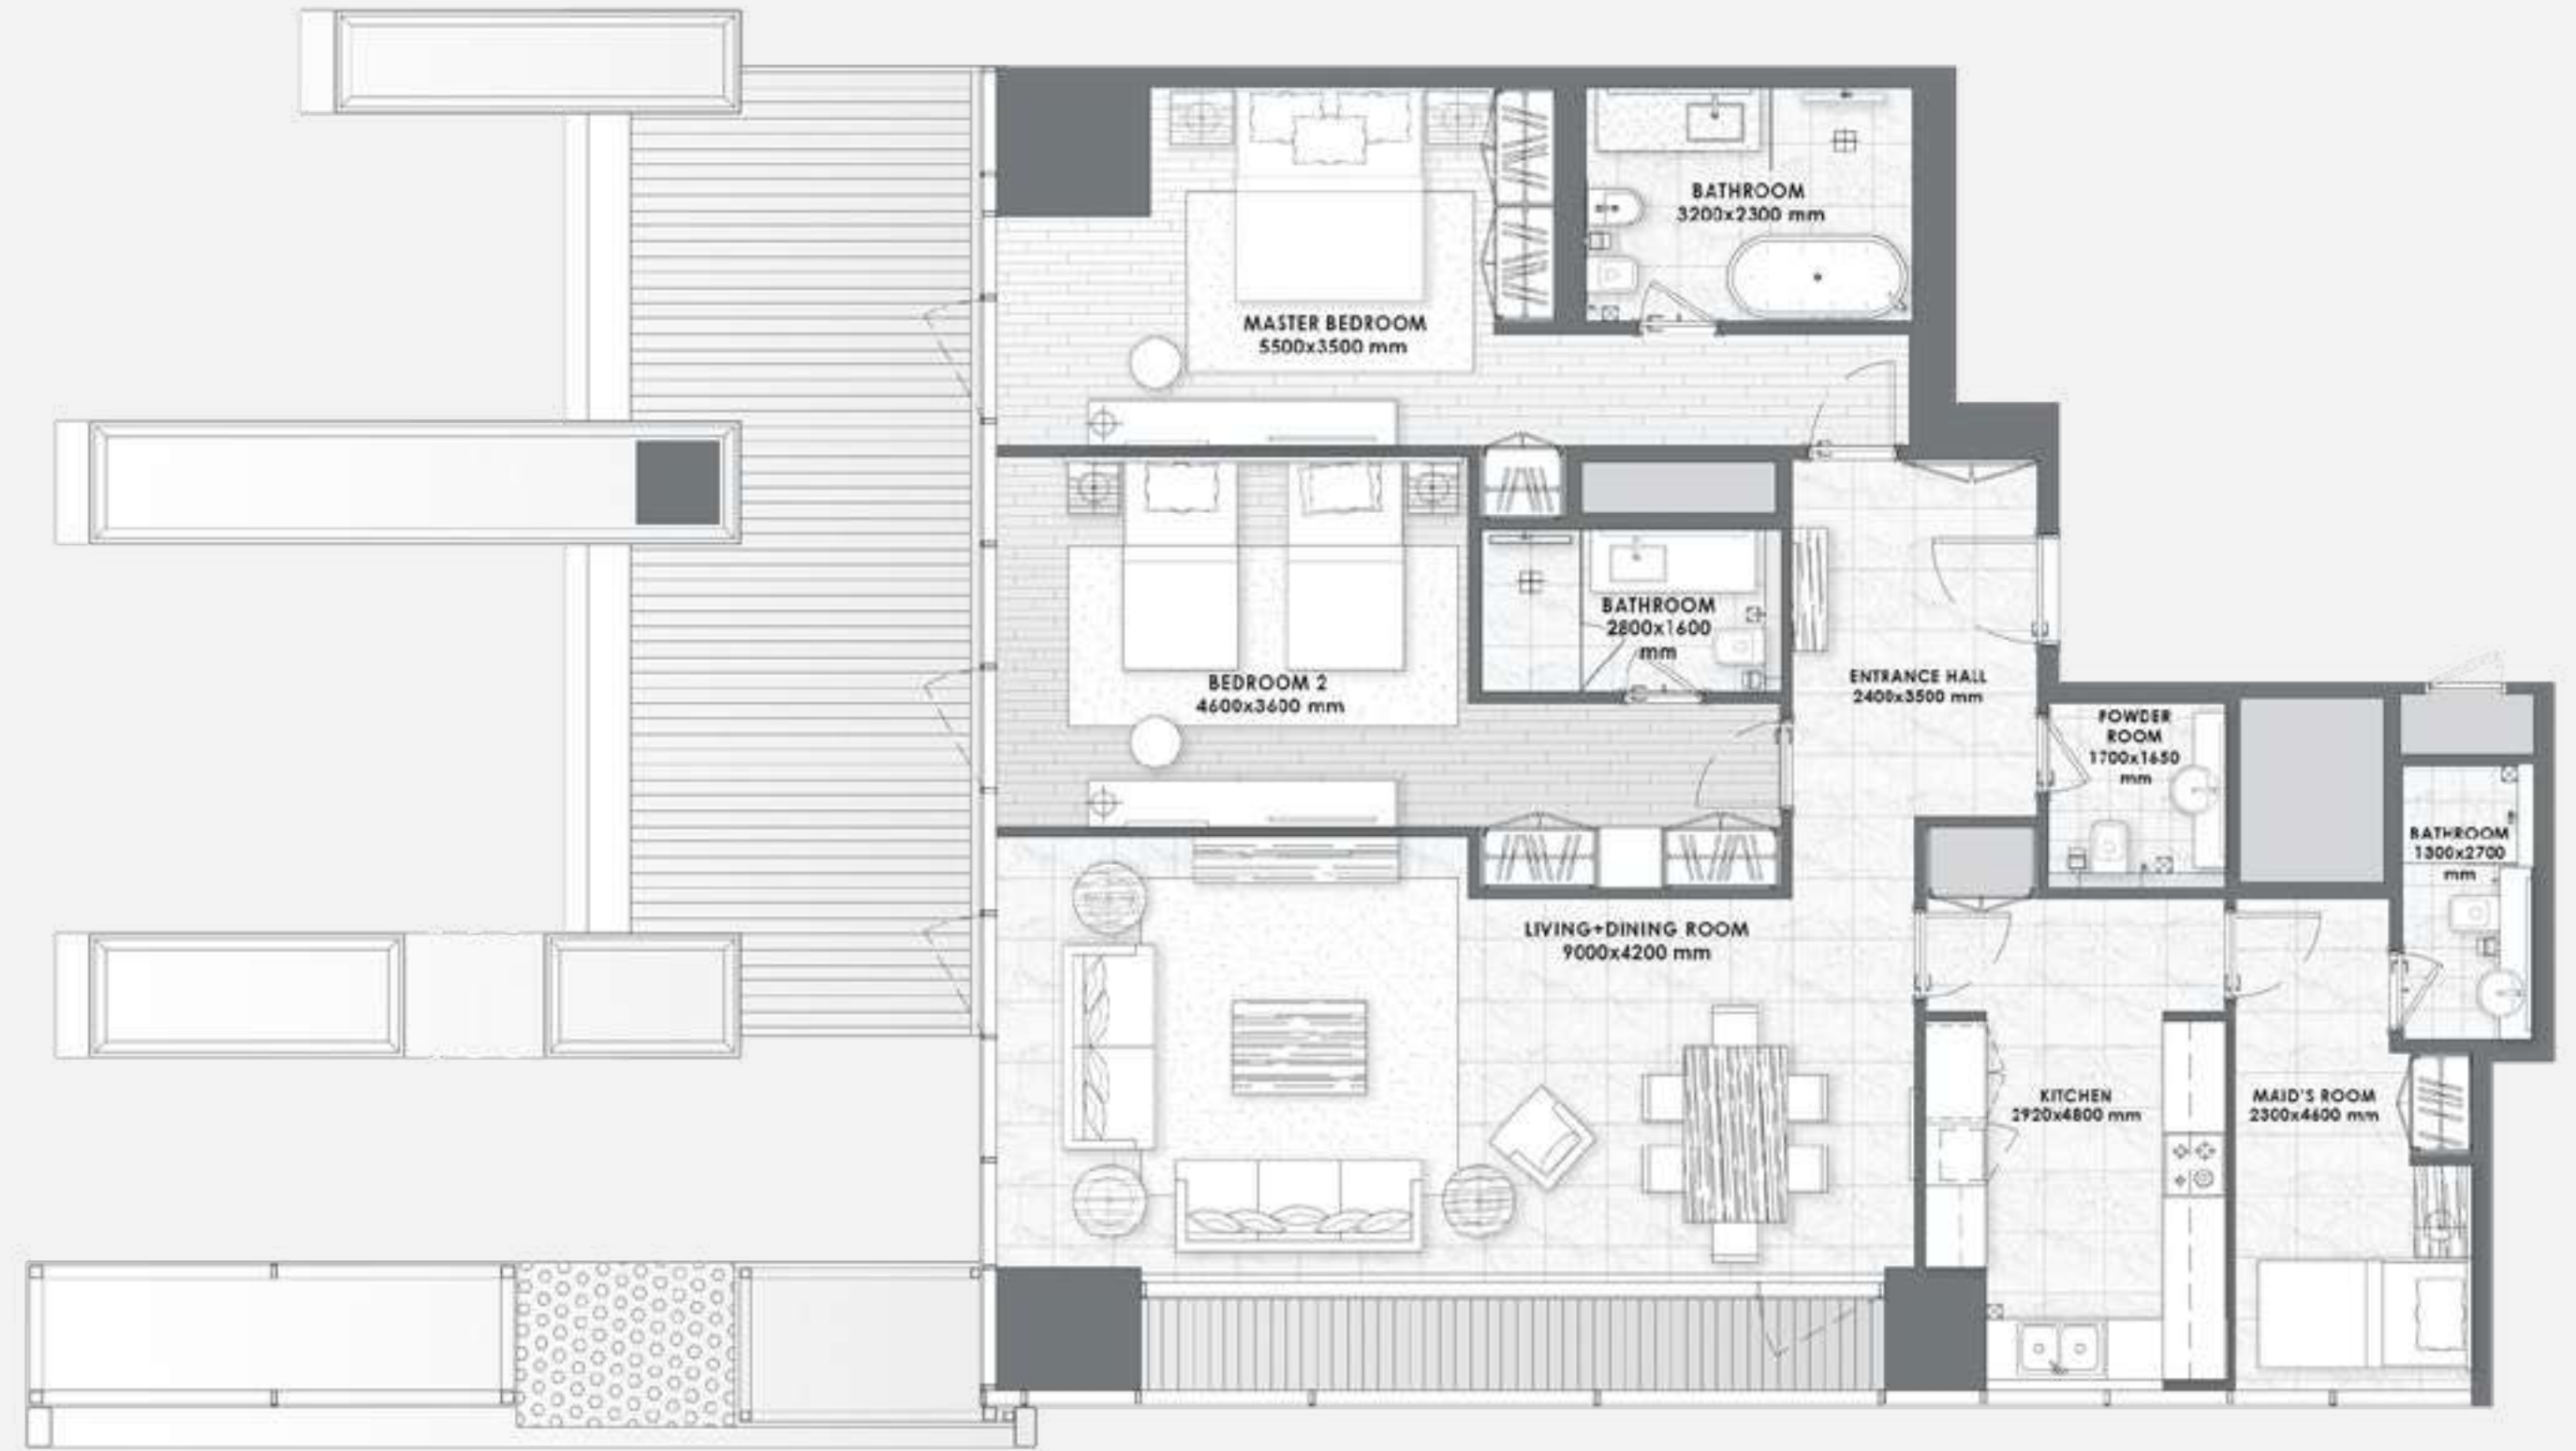 BATHROOM
3200x2300 mm
MASTER BEDROOM
5500x3500 mm
BATHROOM
2800x1600
mm
BEDROOM 2
4600x3600 mm
ENTRANCE HALL
2400x3500 mm
POWDER
ROOM
1700x1650
mm
BATHROOM
1300x2700
mm
LIVING+DINING ROOM
9000x4200 mm
KITCHEN
2920x4800 mm
MAID'S ROOM
2300x4600 mm